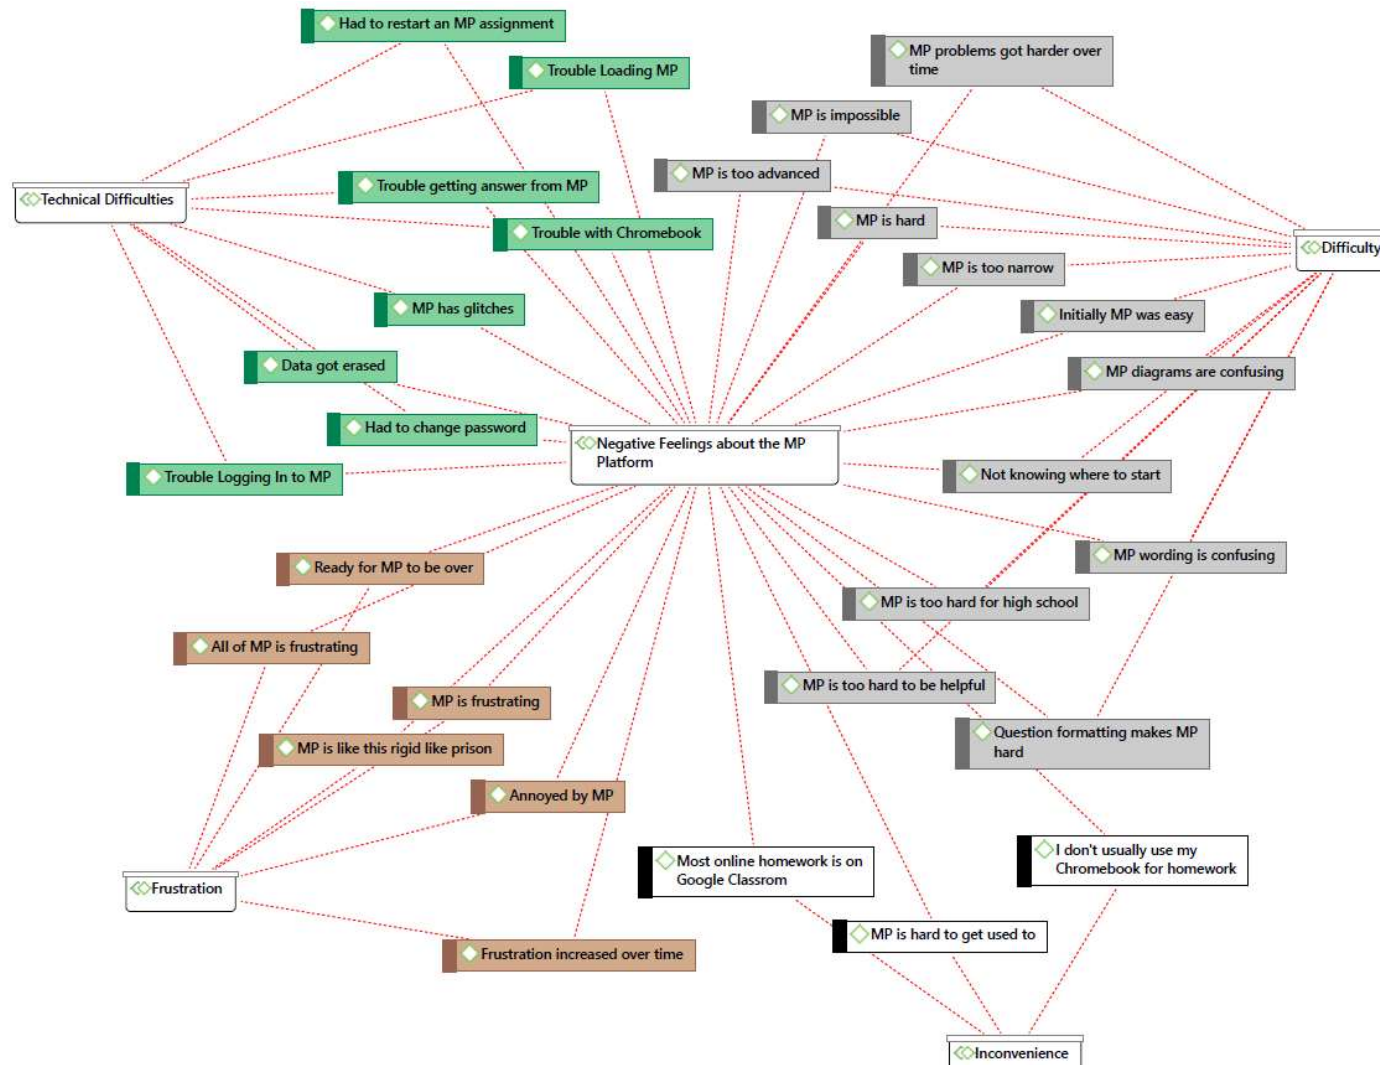 Had to restart an MP assignment
MP problems got harder over
time
Trouble Loading MP
MP is impossible
MP is too advanced
Trouble getting answer from MP
Technical Difficulties
MP is hard
Trouble with Chromebook
Difficulty
MP is too narrow
MP has glitches
Initially MP was easy
Data got erased
MP diagrams are confusing
Had to change password
Negative Feelings about the MP
Platform
Trouble Logging In to MP
Not knowing where to start
MP wording is confusing
Ready for MP to be over
MP is too hard for high school
All of MP is frustrating
MP is too hard to be helpful
MP is frustrating
Question formatting makes MP
hard
MP is like this rigid like prison
Annoyed by MP
Most online homework is on
Google Classrom
I don't usually use my
Chromebook for homework
Frustration
MP is hard to get used to
Frustration increased over time
Inconvenience